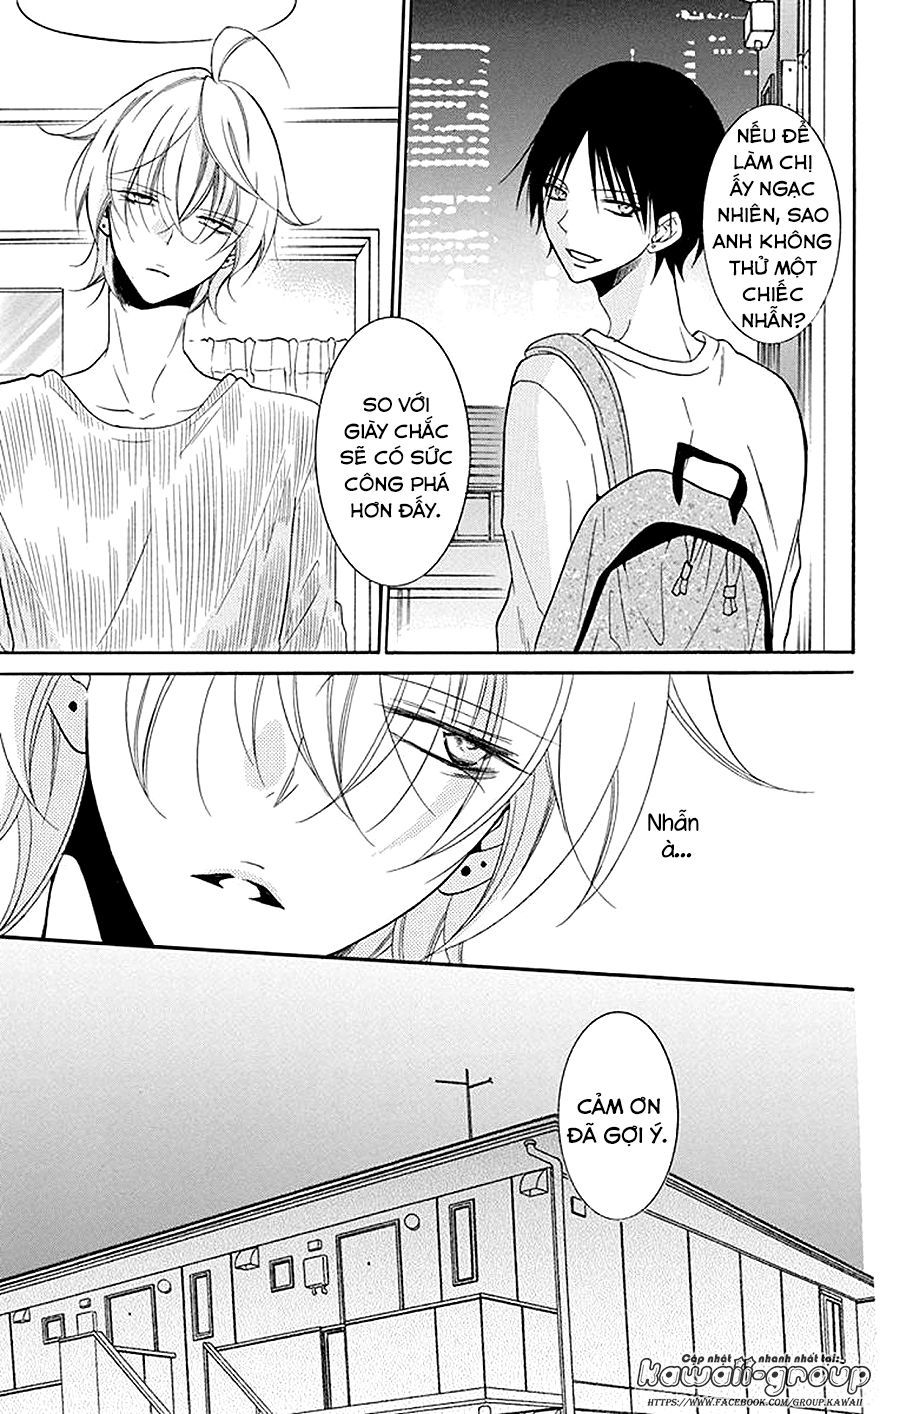 NẾU ĐỂ
LÀM CHỊ
ẤY NGẠC
NHIÊN, SAO
ANH KHÔNG
THỬ MỘT
CHIẾC
NHẪN?
SO VỚI
GIÀY CHẮC
SẼ CÓ SỨC
CÔNG PHÁ
HƠN ĐẤY.
Nhẫn
à...
CẢM ƠN
ĐÃ GỢI Ý.
Cập nhật nhanh nhất tại:
kawaii-group
HTTPS://WWW.FACEBOOK.COM/GROUP.KAWAII